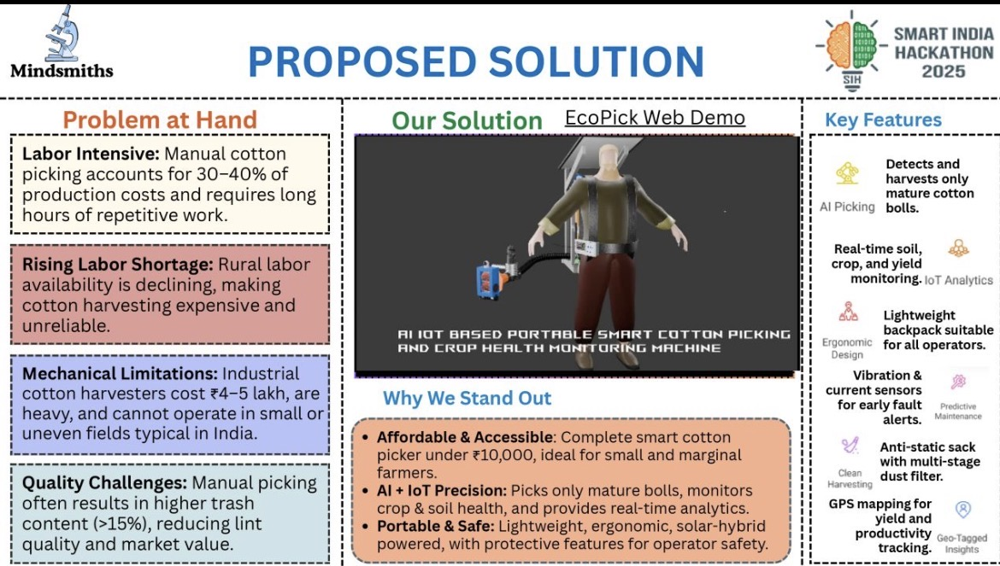 Mindsmiths
PROPOSED SOLUTION
SIH
SMART INDIA
HACKATHON
2025
Problem at Hand
Labor Intensive: Manual cotton
picking accounts for 30–40% of
production costs and requires long
hours of repetitive work.
Rising Labor Shortage: Rural labor
availability is declining, making
cotton harvesting expensive and
unreliable.
Mechanical Limitations: Industrial
cotton harvesters cost ₹4–5 lakh, are
heavy, and cannot operate in small or
uneven fields typical in India.
Quality Challenges: Manual picking
often results in higher trash
content (>15%), reducing lint
quality and market value.
Our Solution
EcoPick Web Demo
AI IOT BASED PORTABLE SMART COTTON PICKING
AND CROP HEALTH MONITORING MACHINE
Why We Stand Out
• Affordable & Accessible: Complete smart cotton
picker under ₹10,000, ideal for small and marginal
farmers.
• AI + IoT Precision: Picks only mature bolls, monitors
crop & soil health, and provides real-time analytics.
• Portable & Safe: Lightweight, ergonomic, solar-hybrid
powered, with protective features for operator safety.
Key Features
AI Picking
Detects and
harvests only
mature cotton
bolls.
Real-time soil,
crop, and yield
monitoring.
IoT Analytics
Ergonomic
Design
Lightweight
backpack suitable
for all operators.
Vibration &
current sensors
for early fault
alerts.
Predictive
Maintenance
Clean
Harvesting
Anti-static sack
with multi-stage
dust filter.
GPS mapping for
yield and
productivity
tracking.
Geo-Tagged
Insights